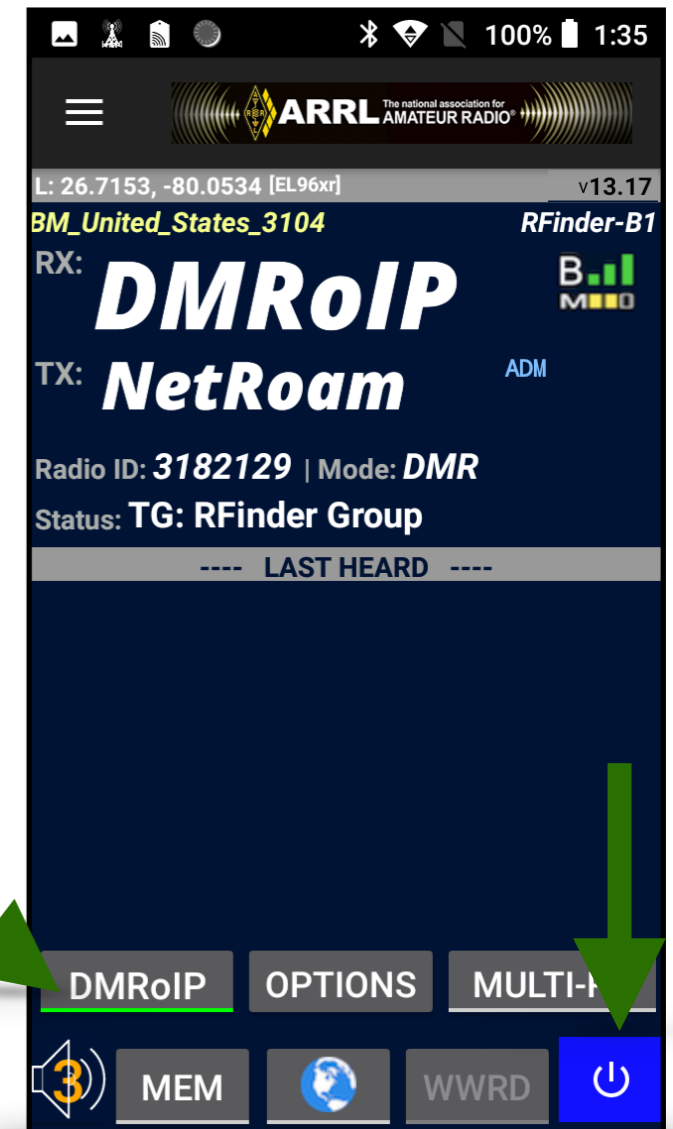 100% 1:35
ARRL The national association for
AMATEUR RADIO®
L: 26.7153, -80.0534 [EL96xr] v13.17
BM_United_States_3104 RFinder-B1
RX: DMRoIP B
M O
TX: NetRoam ADM
Radio ID: 3182129 | Mode: DMR
Status: TG: RFinder Group
---- LAST HEARD ----
DMRoIP OPTIONS MULTI-
3 MEM WWRD